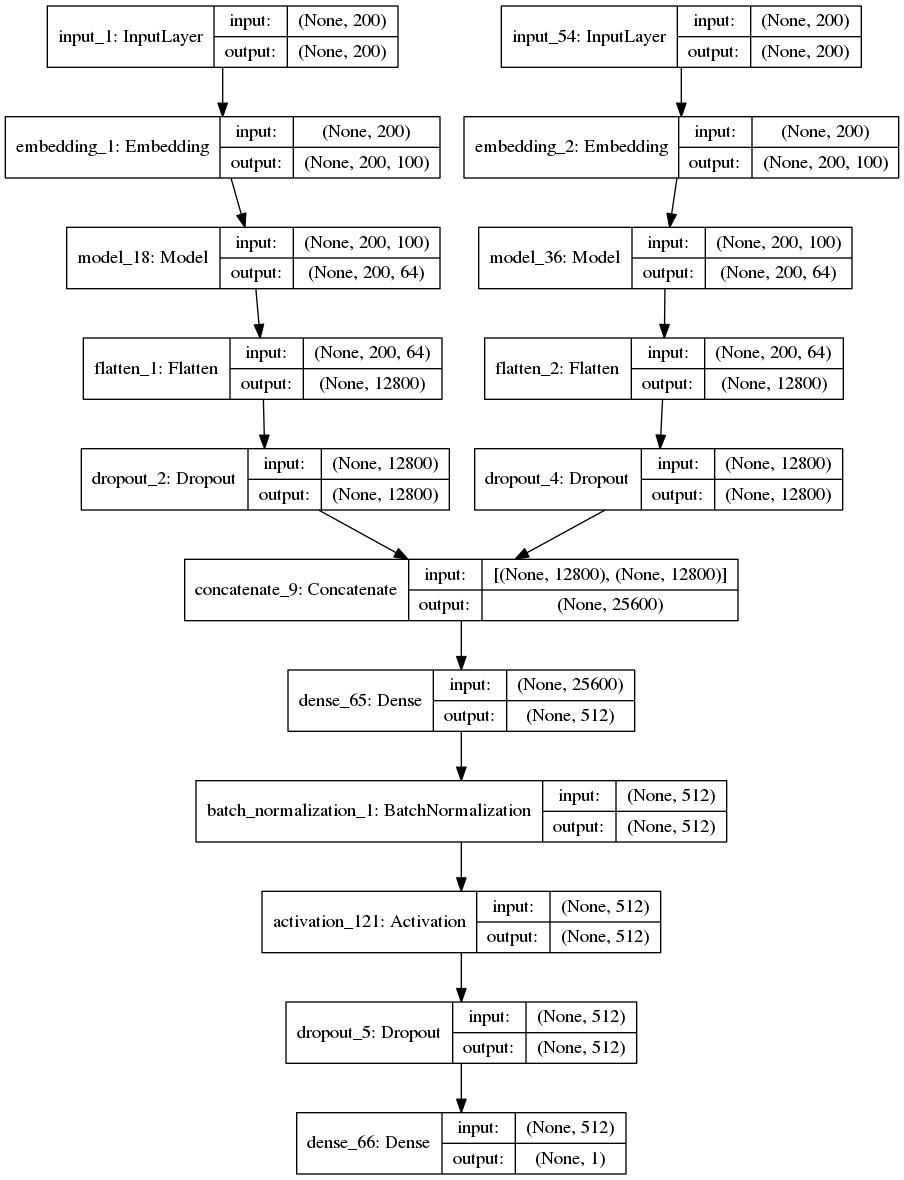 input_1: InputLayer
input: (None, 200)
output: (None, 200)
input_54: InputLayer
input: (None, 200)
output: (None, 200)
embedding_1: Embedding
input: (None, 200)
output: (None, 200, 100)
embedding_2: Embedding
input: (None, 200)
output: (None, 200, 100)
model_18: Model
input: (None, 200, 100)
output: (None, 200, 64)
model_36: Model
input: (None, 200, 100)
output: (None, 200, 64)
flatten_1: Flatten
input: (None, 200, 64)
output: (None, 12800)
flatten_2: Flatten
input: (None, 200, 64)
output: (None, 12800)
dropout_2: Dropout
input: (None, 12800)
output: (None, 12800)
dropout_4: Dropout
input: (None, 12800)
output: (None, 12800)
concatenate_9: Concatenate
input: [(None, 12800), (None, 12800)]
output: (None, 25600)
dense_65: Dense
input: (None, 25600)
output: (None, 512)
batch_normalization_1: BatchNormalization
input: (None, 512)
output: (None, 512)
activation_121: Activation
input: (None, 512)
output: (None, 512)
dropout_5: Dropout
input: (None, 512)
output: (None, 512)
dense_66: Dense
input: (None, 512)
output: (None, 1)